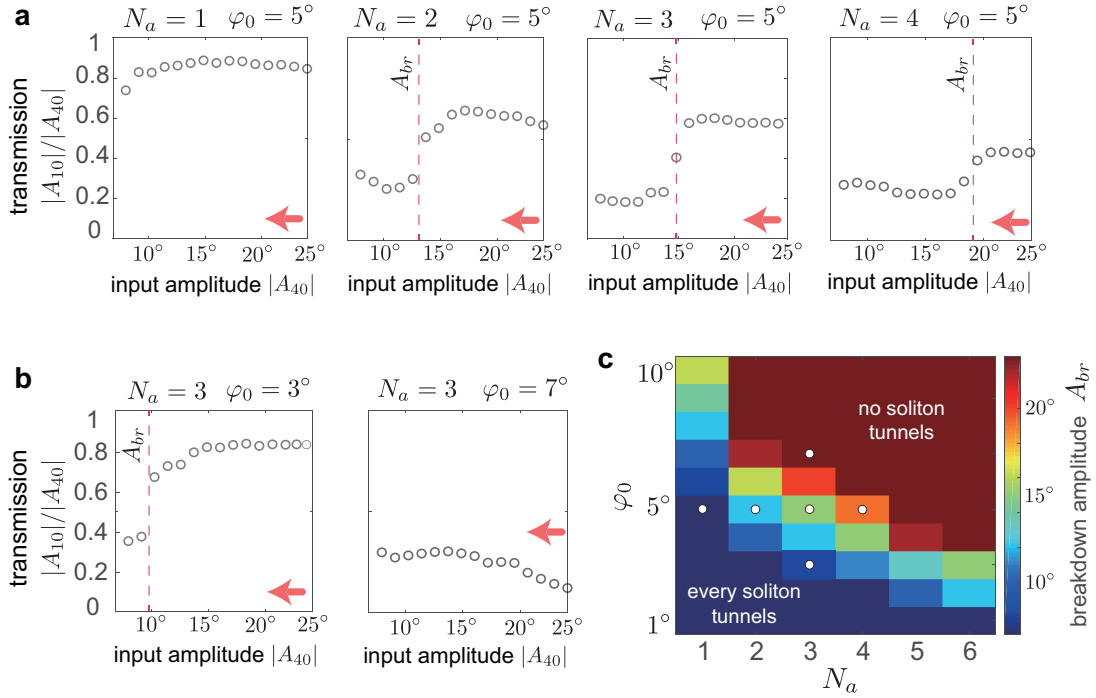 a
N_a = 1 φ_0 = 5°
N_a = 2 φ_0 = 5°
N_a = 3 φ_0 = 5°
N_a = 4 φ_0 = 5°
transmission
|A_10|/|A_40|
1
0.8
0.6
0.4
0.2
0
A_br
A_br
A_br
10° 15° 20° 25°
10° 15° 20° 25°
10° 15° 20° 25°
10° 15° 20° 25°
input amplitude |A_40|
input amplitude |A_40|
input amplitude |A_40|
input amplitude |A_40|
b
N_a = 3 φ_0 = 3°
N_a = 3 φ_0 = 7°
transmission
|A_10|/|A_40|
1
0.8
0.6
0.4
0.2
0
A_br
10° 15° 20° 25°
10° 15° 20° 25°
input amplitude |A_40|
input amplitude |A_40|
c
φ_0
10°
5°
1°
no soliton
tunnels
every soliton
tunnels
1 2 3 4 5 6
N_a
20°
15°
10°
breakdown amplitude A_br